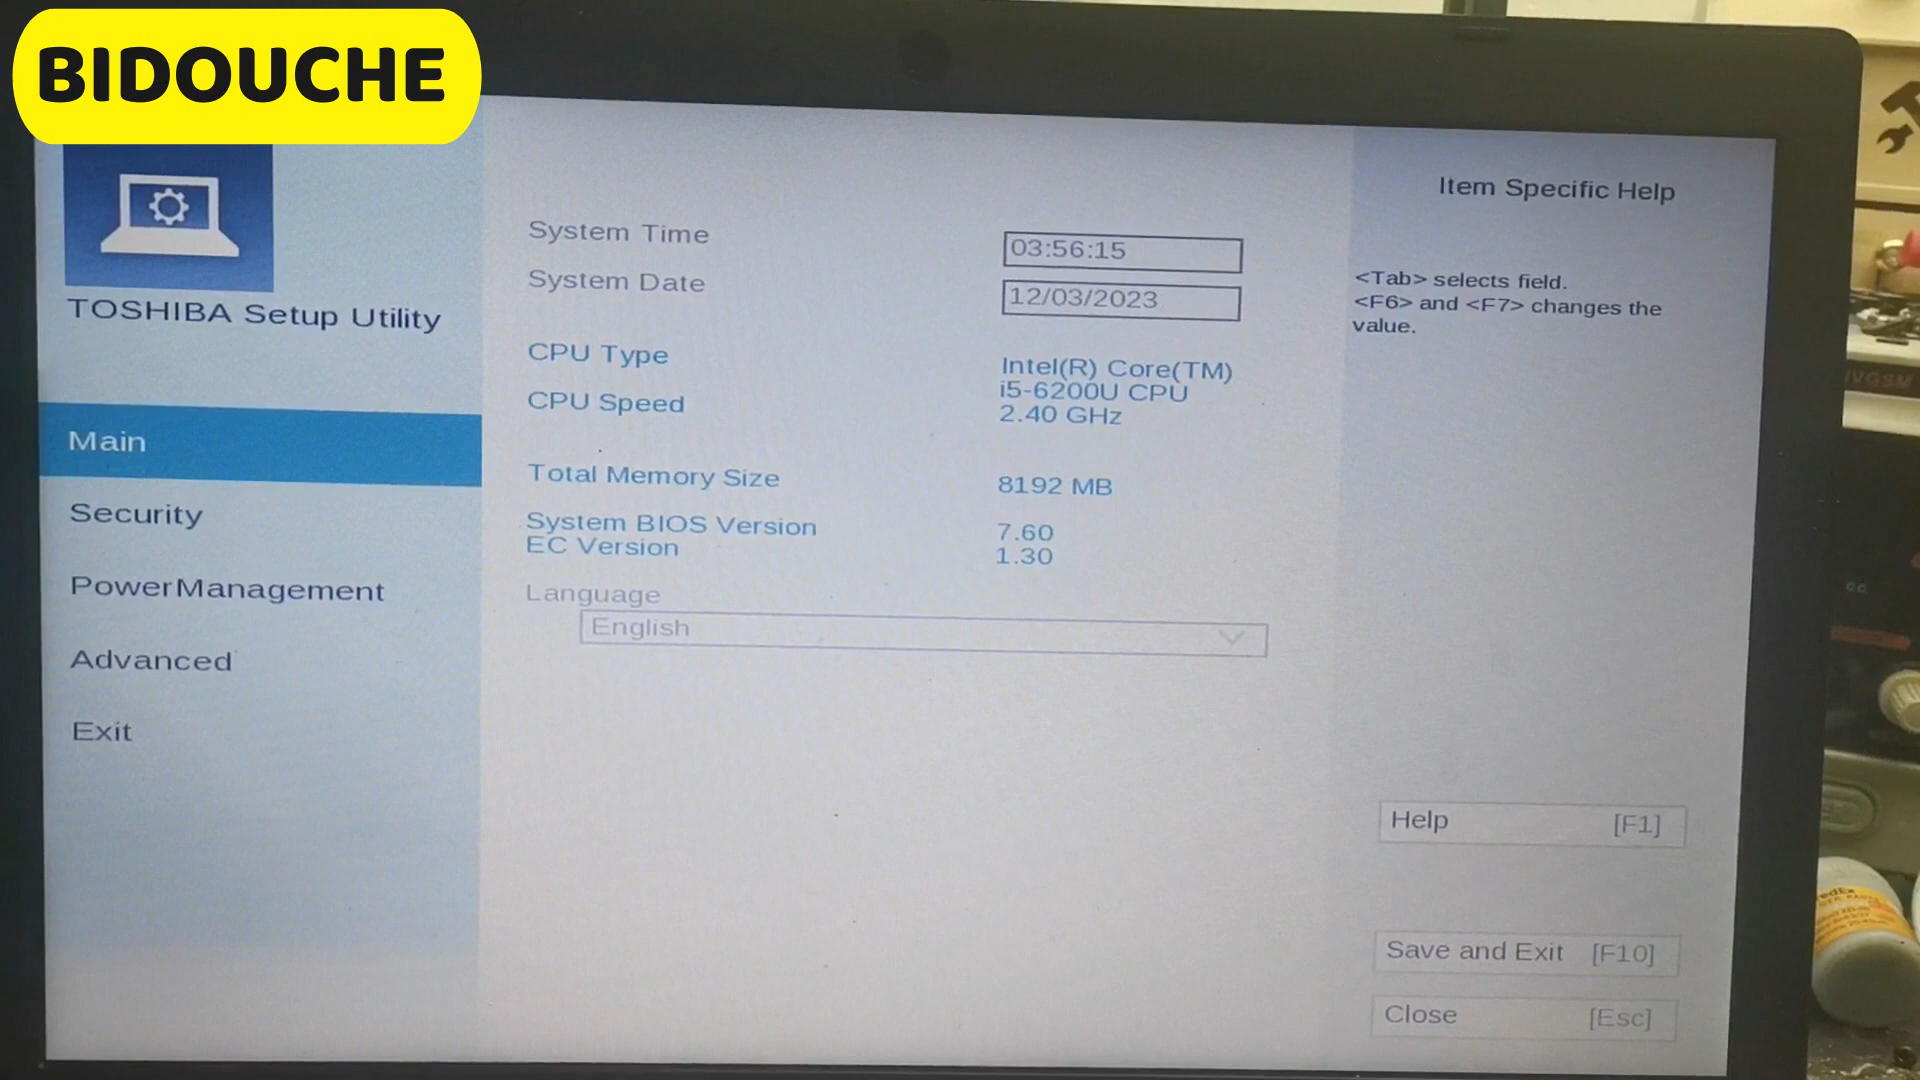 BIDOUCHE
TOSHIBA Setup Utility
Main
Security
PowerManagement
Advanced
Exit
System Time
03:56:15
System Date
12/03/2023
CPU Type
Intel(R) Core(TM)
i5-6200U CPU
CPU Speed
2.40 GHz
Total Memory Size
8192 MB
System BIOS Version
7.60
EC Version
1.30
Language
English
Item Specific Help
<Tab> selects field.
<F6> and <F7> changes the
value.
Help [F1]
Save and Exit [F10]
Close [Esc]